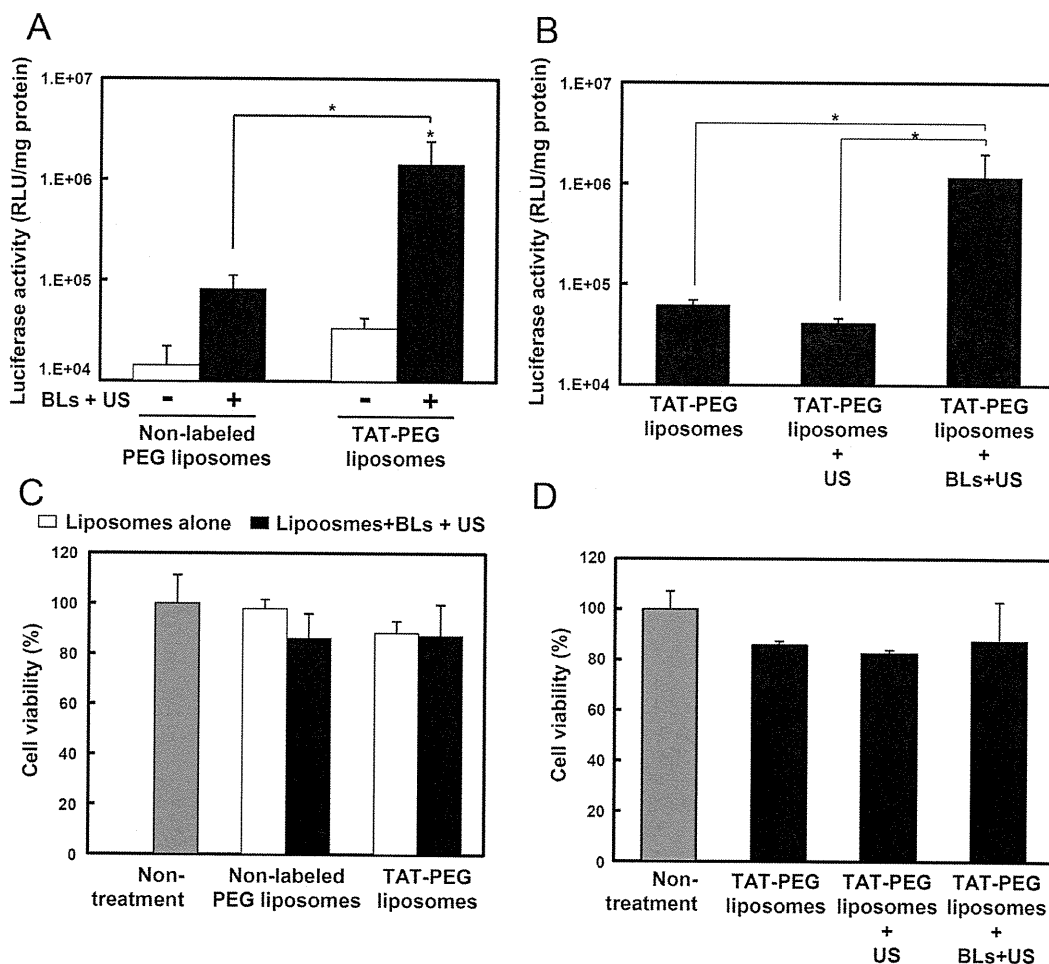 A
Luciferase activity (RLU/mg protein)
1.E+07
1.E+06
1.E+05
1.E+04
*
*
BLs + US
- + - +
Non-labeled
PEG liposomes
TAT-PEG
liposomes
B
Luciferase activity (RLU/mg protein)
1.E+07
1.E+06
1.E+05
1.E+04
*
*
TAT-PEG
liposomes
TAT-PEG
liposomes
+
US
TAT-PEG
liposomes
+
BLs+US
C
Liposomes alone
Lipoosmes+BLs + US
Cell viability (%)
120
100
80
60
40
20
0
Non-
treatment
Non-labeled
PEG liposomes
TAT-PEG
liposomes
D
Cell viability (%)
120
100
80
60
40
20
0
Non-
treatment
TAT-PEG
liposomes
TAT-PEG
liposomes
+
US
TAT-PEG
liposomes
+
BLs+US